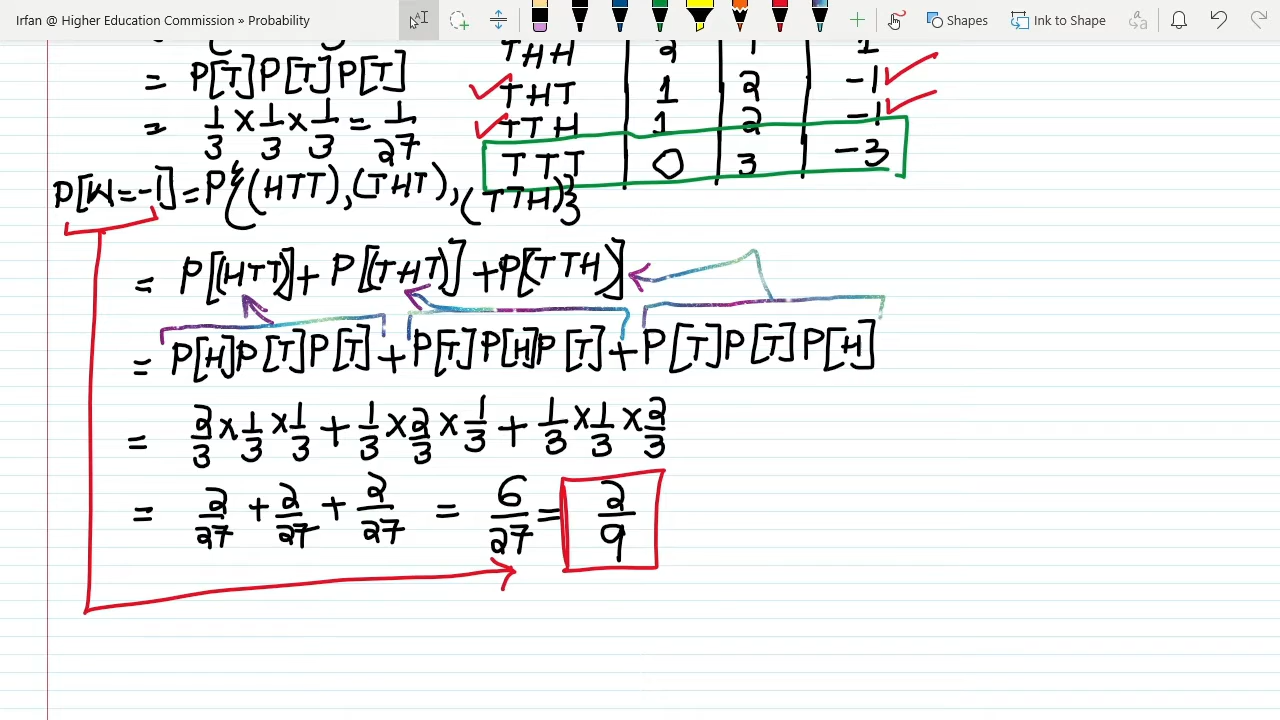 Irfan @ Higher Education Commission » Probability
Shapes
Ink to Shape
THH 2 1 1
= P[T]P[T]P[T]
THT 1 2 -1
= 1/3 × 1/3 × 1/3 = 1/27
TTH 1 2 -1
TTT 0 3 -3
P[W=-1] = P{(HTT), (THT), (TTH)}
= P[(HTT)] + P[(THT)] + P[(TTH)]
= P[H]P[T]P[T] + P[T]P[H]P[T] + P[T]P[T]P[H]
= 2/3 × 1/3 × 1/3 + 1/3 × 2/3 × 1/3 + 1/3 × 1/3 × 2/3
= 2/27 + 2/27 + 2/27 = 6/27 = 2/9